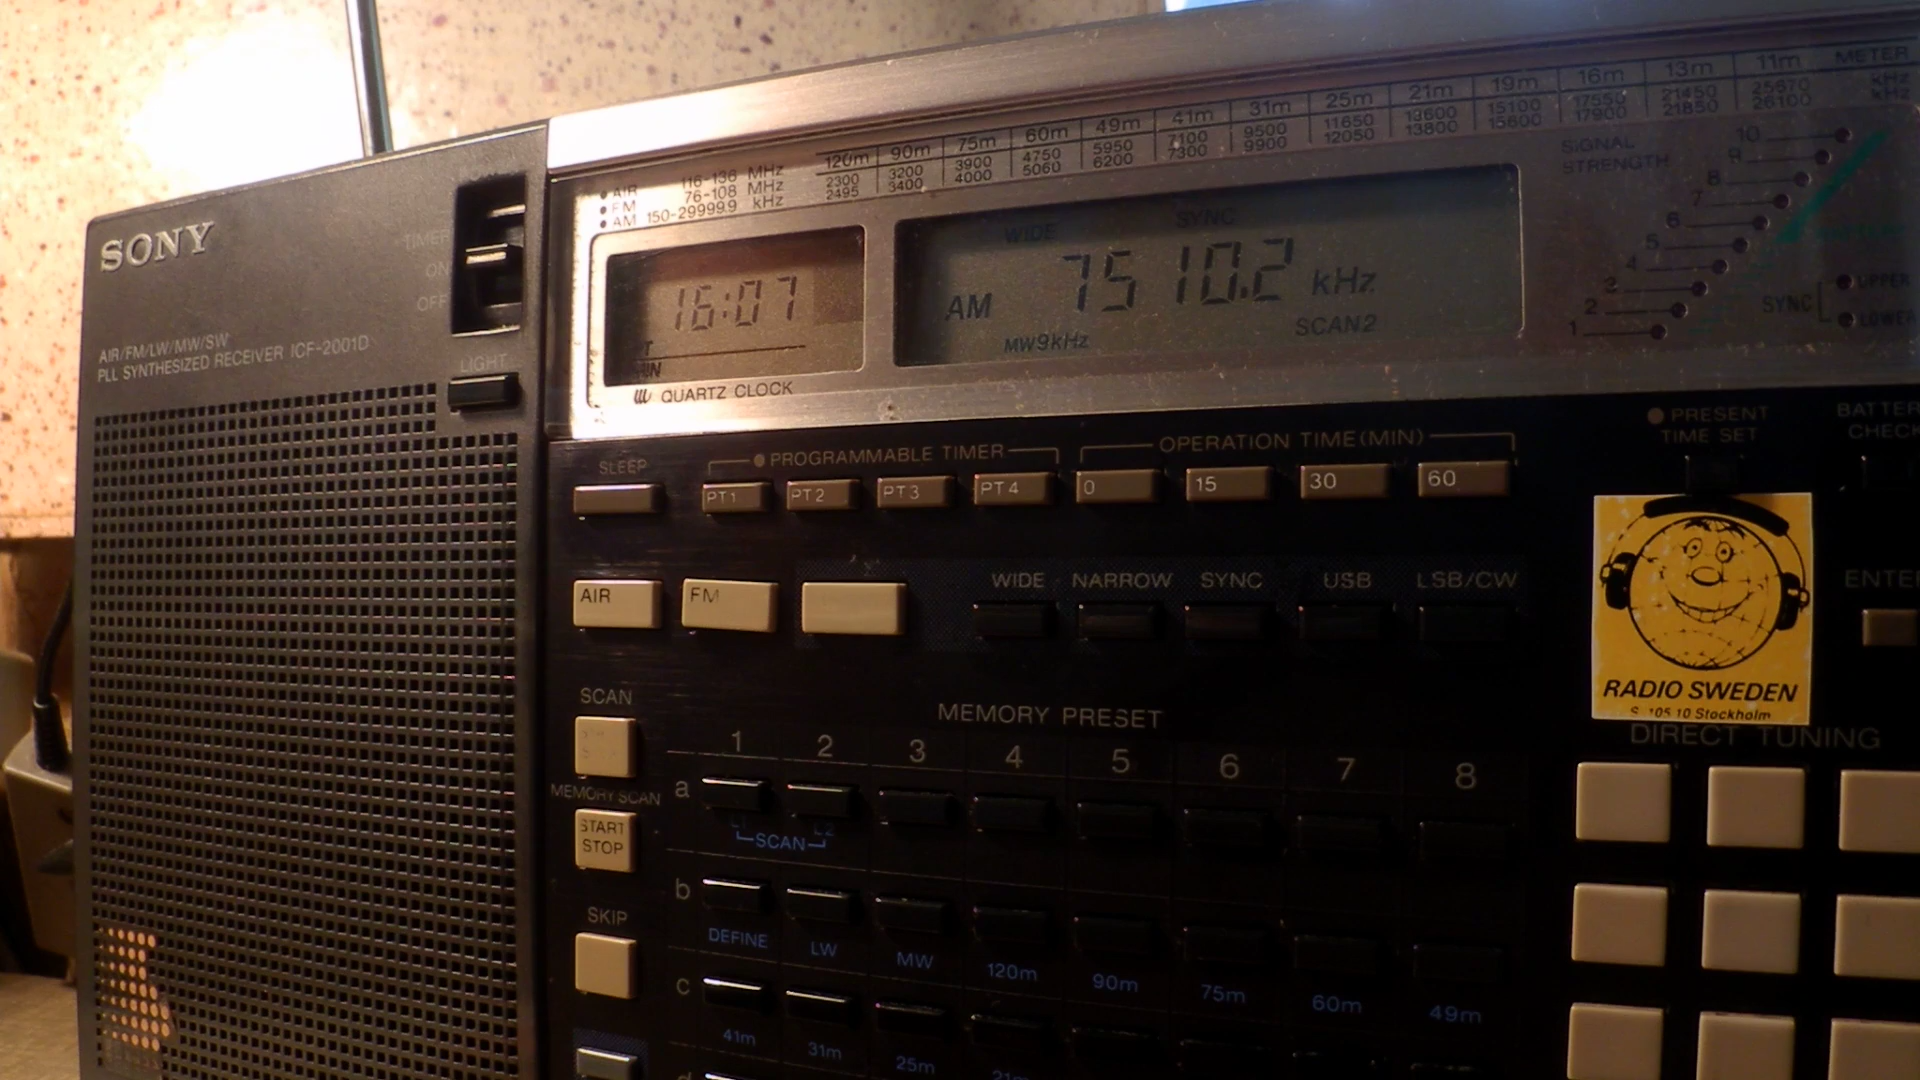 SONY
AIR/FM/LW/MW/SW
PLL SYNTHESIZED RECEIVER ICF-2001D
TIMER
ON
OFF
LIGHT
AIR 116-136 MHz
FM 76-108 MHz
AM 150-29999.9 kHz
120m 90m 75m 60m 49m 41m 31m 25m 21m 19m 16m 13m 11m METER
2300 3200 3900 4750 5950 7100 9500 11650 13600 15100 17550 21450 25670 kHz
2495 3400 4000 5060 6200 7300 9900 12050 13800 15600 17900 21850 26100 kHz
16:07
QUARTZ CLOCK
WIDE SYNC
AM 7510.2 kHz
MW9kHz SCAN2
SIGNAL
STRENGTH
10
9
8
7
6
5
4
3
2
1
SYNC
UPPER
LOWER
SLEEP
PROGRAMMABLE TIMER
OPERATION TIME(MIN)
PT1 PT2 PT3 PT4 0 15 30 60
PRESENT
TIME SET
BATTER
CHECK
AIR FM
WIDE NARROW SYNC USB LSB/CW
ENTE
RADIO SWEDEN
S-105 10 Stockholm
DIRECT TUNING
SCAN
MEMORY SCAN
START
STOP
SKIP
MEMORY PRESET
1 2 3 4 5 6 7 8
a
SCAN
b
DEFINE LW MW 120m 90m 75m 60m 49m
c
41m 31m 25m 21m
d